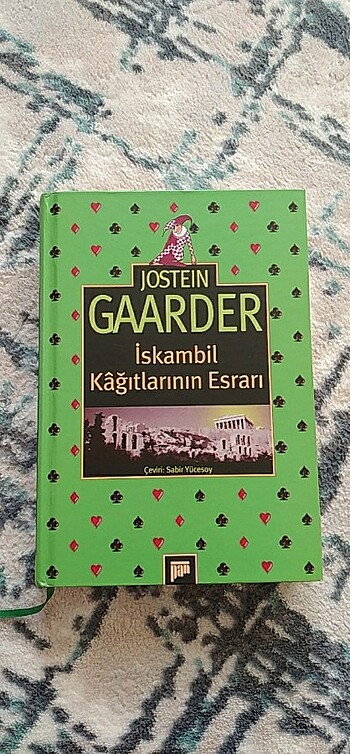 JOSTEIN
GAARDER
İskambil
Kâğıtlarının Esrarı
Çeviri: Sabir Yücesoy
pan